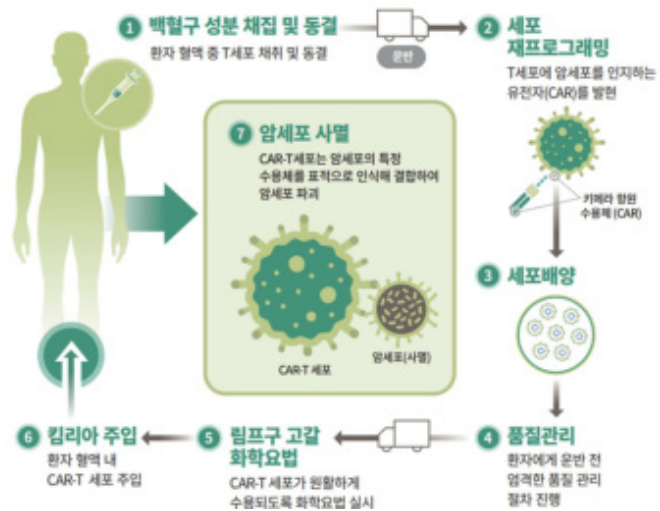 1 백혈구 성분 채집 및 동결
환자 혈액 중 T세포 채취 및 동결
운반
2 세포
재프로그래밍
T세포에 암세포를 인지하는
유전자(CAR)를 발현
키메라 항원
수용체 (CAR)
3 세포배양
4 품질관리
환자에게 운반 전
엄격한 품질 관리
절차 진행
5 림프구 고갈
화학요법
CAR-T 세포가 원활하게
수용되도록 화학요법 실시
6 킴리아 주입
환자 혈액 내
CAR-T 세포 주입
7 암세포 사멸
CAR-T세포는 암세포의 특정
수용체를 표적으로 인식해 결합하여
암세포 파괴
CAR-T 세포
암세포(사멸)